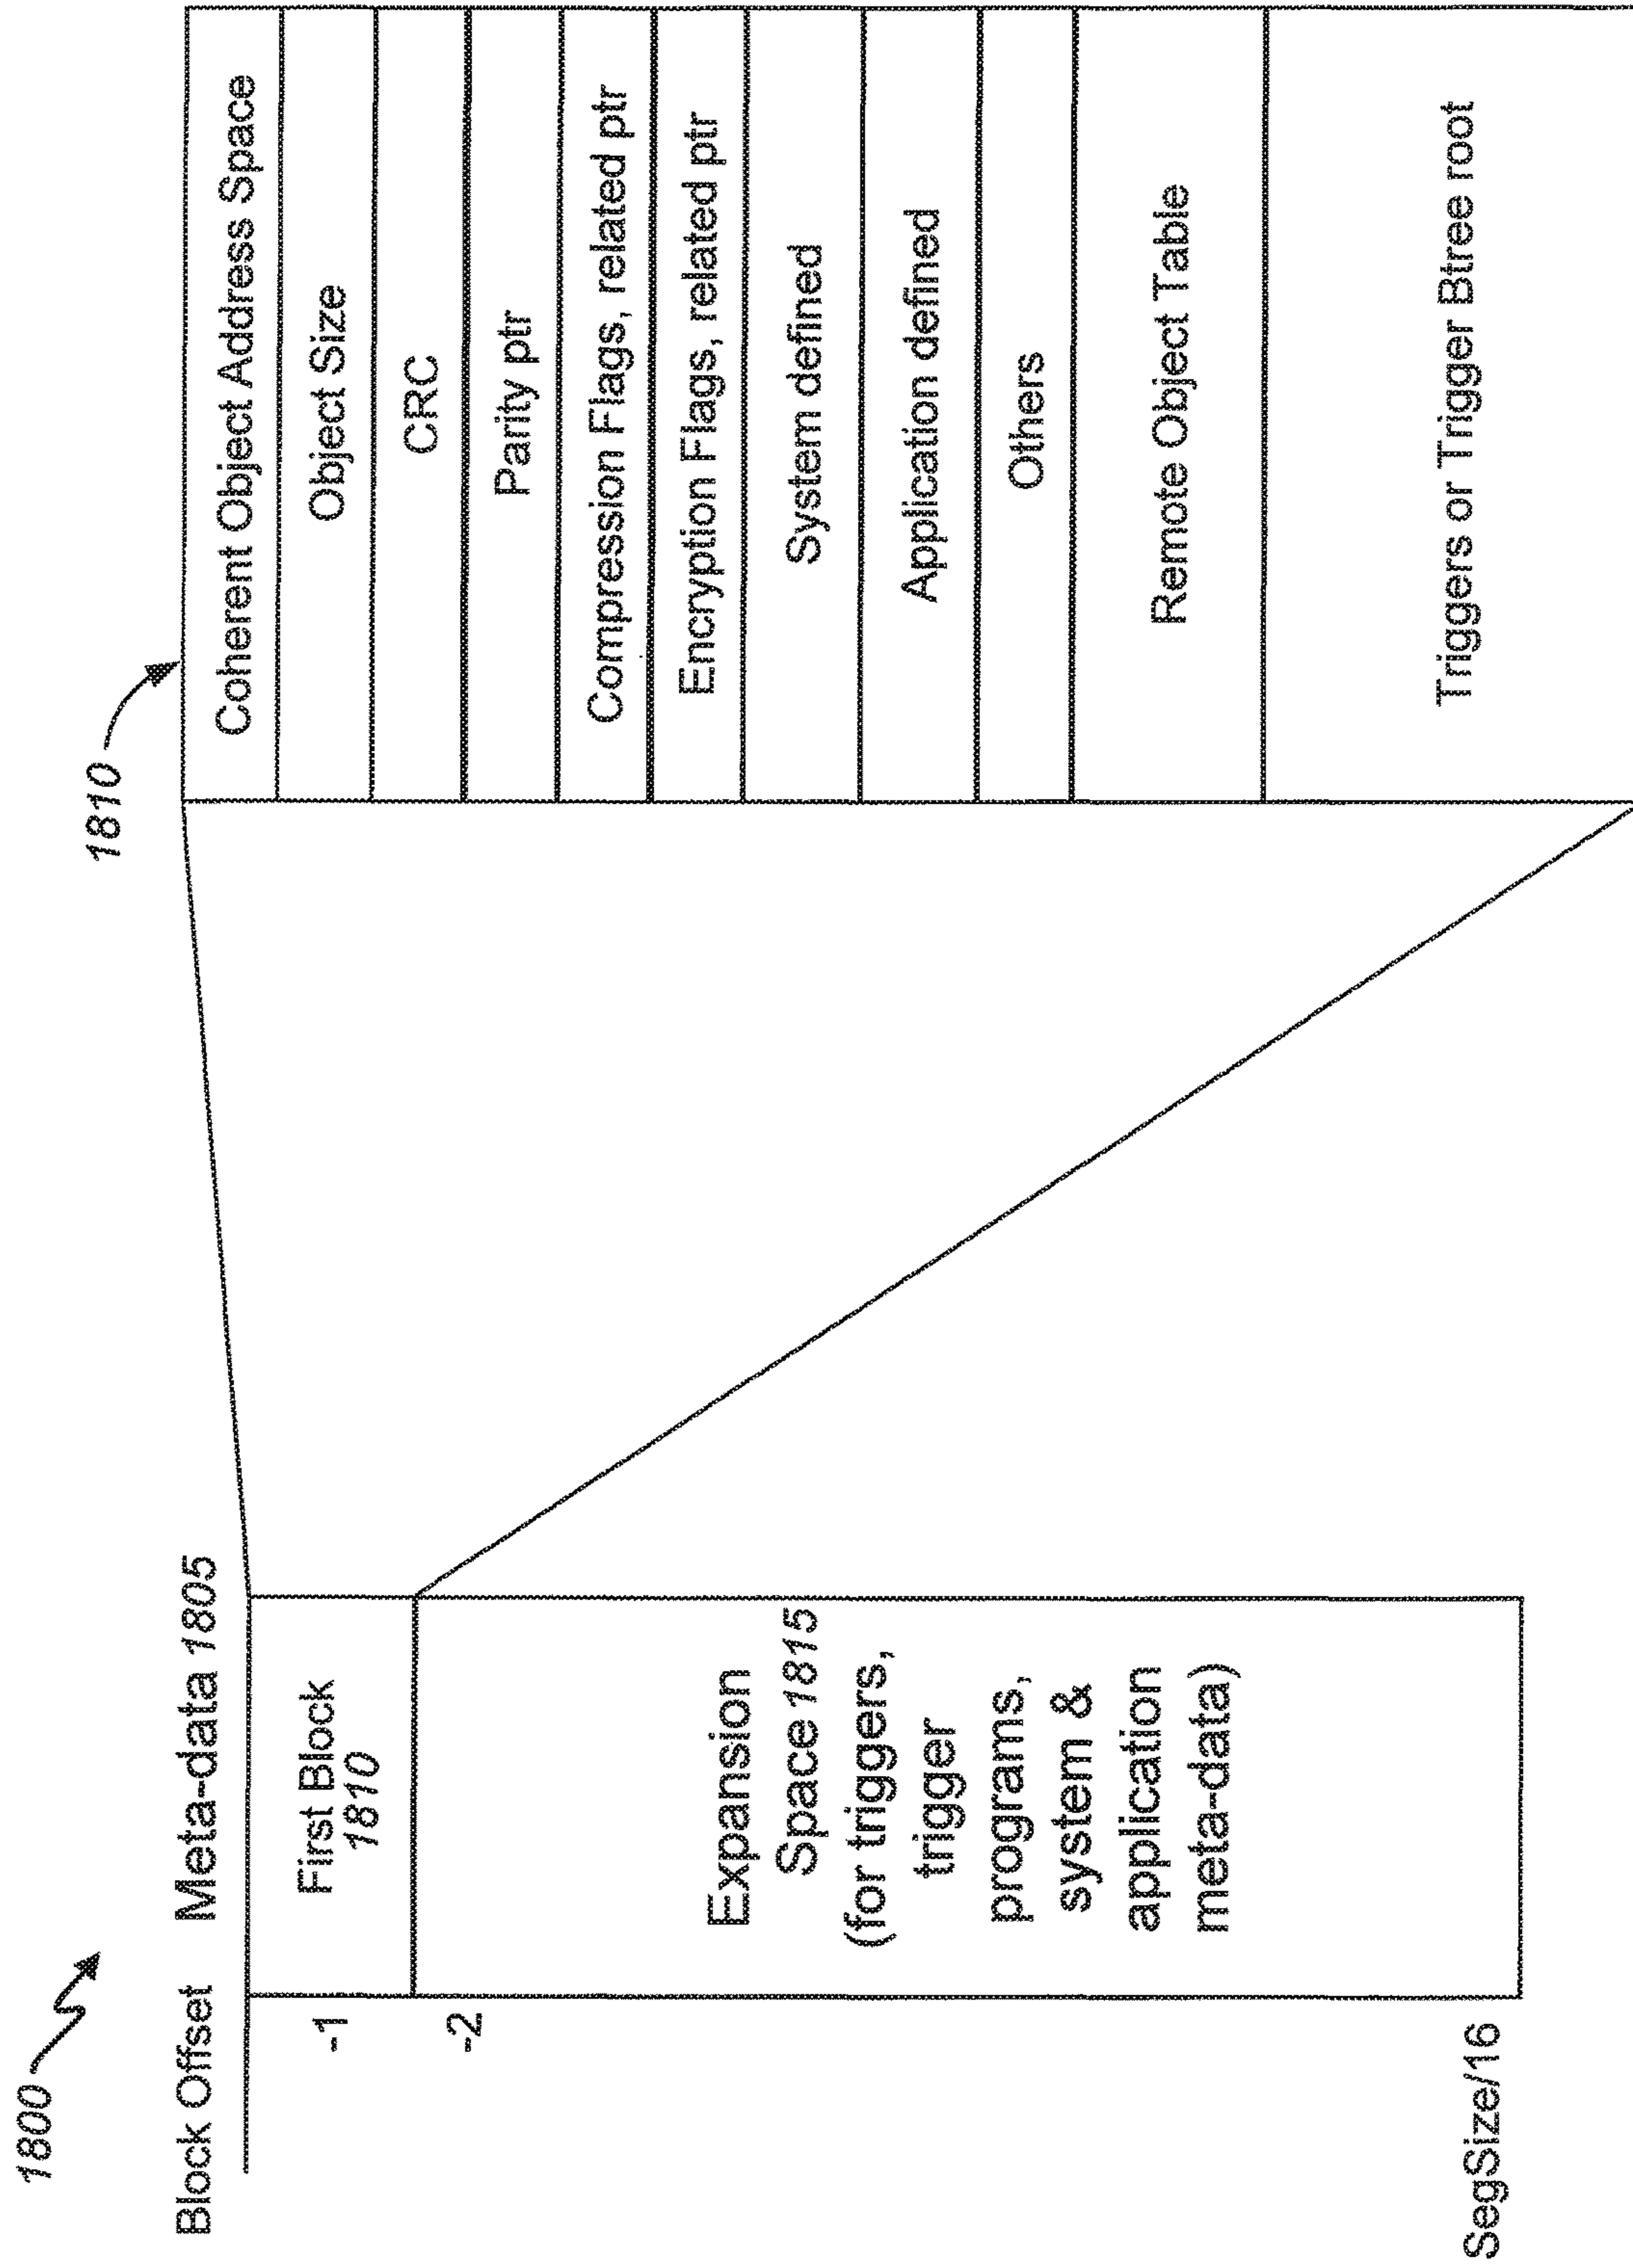 1800
Block Offset
Meta-data 1805
-1
First Block
1810
-2
Expansion
Space 1815
(for triggers,
trigger
programs,
system &
application
meta-data)
SegSize/16
1810
Coherent Object Address Space
Object Size
CRC
Parity ptr
Compression Flags, related ptr
Encryption Flags, related ptr
System defined
Application defined
Others
Remote Object Table
Triggers or Trigger Btree root